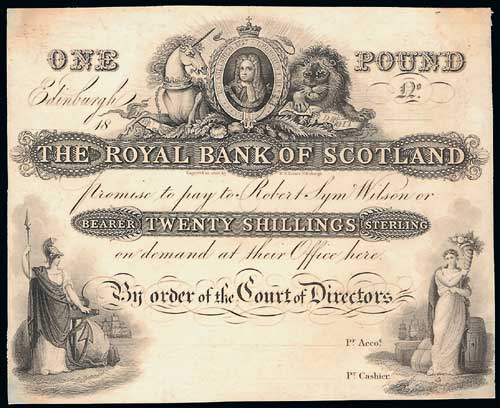 ONE POUND
Edinburgh No.
18
THE ROYAL BANK OF SCOTLAND
promise to pay to Robert Sym Wilson or
BEARER TWENTY SHILLINGS STERLING
on demand at their Office here.
By order of the Court of Directors
Pr. Accot.
Pr. Cashier.